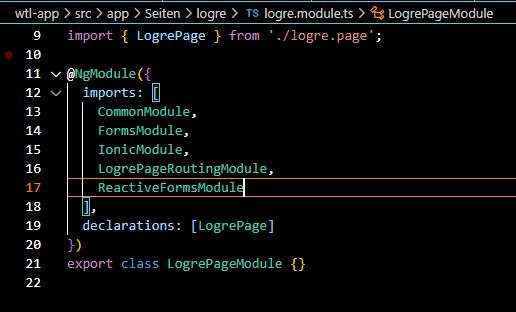 wtl-app > src > app > Seiten > logre > TS logre.module.ts > LogrePageModule
9 import { LogrePage } from './logre.page';
10
11 @NgModule({
12 imports: [
13 CommonModule,
14 FormsModule,
15 IonicModule,
16 LogrePageRoutingModule,
17 ReactiveFormsModule
18 ],
19 declarations: [LogrePage]
20 })
21 export class LogrePageModule {}
22